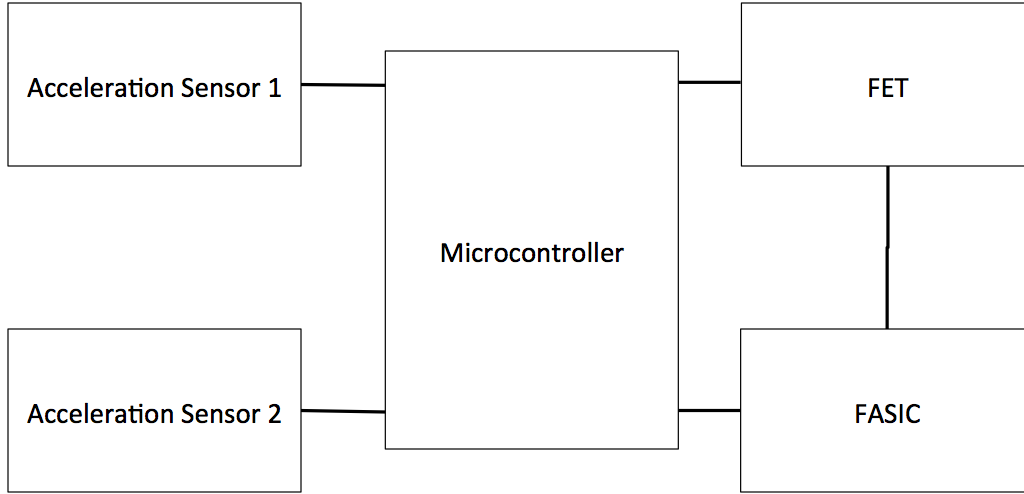 Acceleration Sensor 1
FET
Microcontroller
Acceleration Sensor 2
FASIC